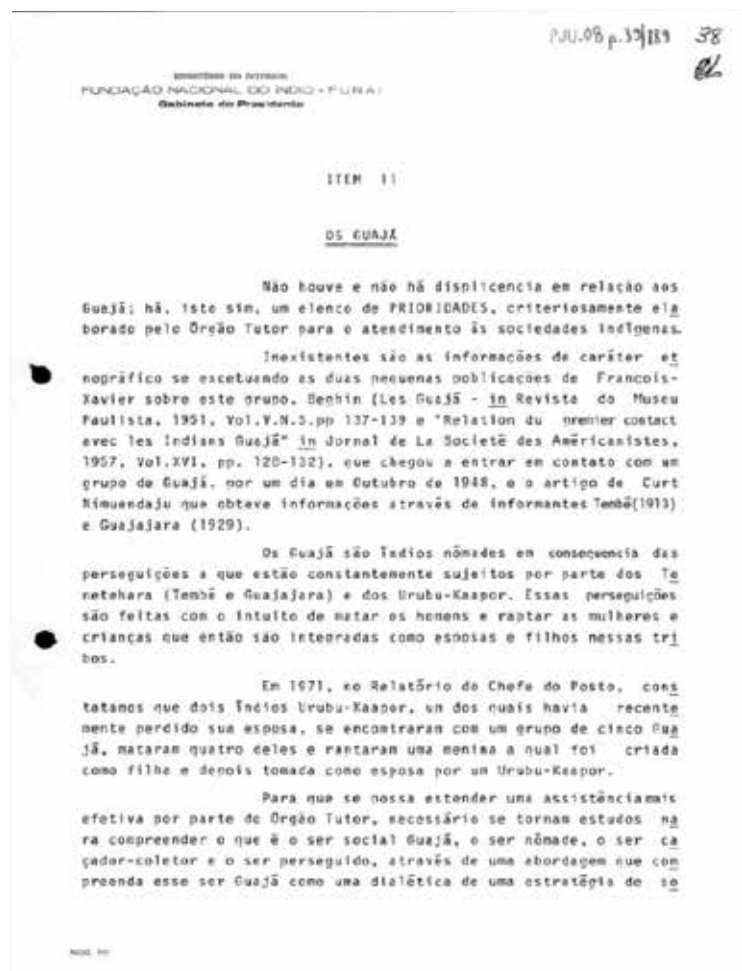 PJU.08 p.39/189 38
MINISTÉRIO DO INTERIOR
FUNDAÇÃO NACIONAL DO ÍNDIO - FUNAI
Gabinete do Presidente
ITEM 11
OS GUAJÁ
Não houve e não há displicencia em relação aos
Guajá; há, isto sim, um elenco de PRIORIDADES, criteriosamente ela
borado pelo Órgão Tutor para o atendimento às sociedades indígenas.
Inexistentes são as informações de caráter et
nográfico se excetuando as duas pequenas publicações de Francois-
Xavier sobre este grupo. Beghin (Les Guajá - in Revista do Museu
Paulista, 1951, Vol.V.N.S.pp 137-139 e "Relation du premier contact
avec les Indians Guajá" in Jornal de La Societé des Américanistes,
1957, Vol.XVI, pp. 128-132), que chegou a entrar em contato com um
grupo de Guajá, por um dia em Outubro de 1948, e o artigo de Curt
Nimuendaju que obteve informações através de informantes Tembé(1913)
e Guajajara (1929).
Os Guajá são Índios nômades em consequencia das
perseguições a que estão constantemente sujeitos por parte dos Te
netehara (Tembé e Guajajara) e dos Urubu-Kaapor. Essas perseguições
são feitas com o intuito de matar os homens e raptar as mulheres e
crianças que então são integradas como esposas e filhos nessas tri
bos.
Em 1971, no Relatório do Chefe do Posto, cons
tatamos que dois Índios Urubu-Kaapor, um dos quais havia recente
mente perdido sua esposa, se encontraram com um grupo de cinco Gua
já, mataram quatro deles e raptaram uma menina a qual foi criada
como filha e depois tomada como esposa por um Urubu-Kaapor.
Para que se possa estender uma assistência mais
efetiva por parte do Órgão Tutor, necessário se tornam estudos pa
ra compreender o que é o ser social Guajá, o ser nômade, o ser ca
çador-coletor e o ser perseguido, através de uma abordagem que com
preenda esse ser Guajá como uma dialética de uma estratégia de so